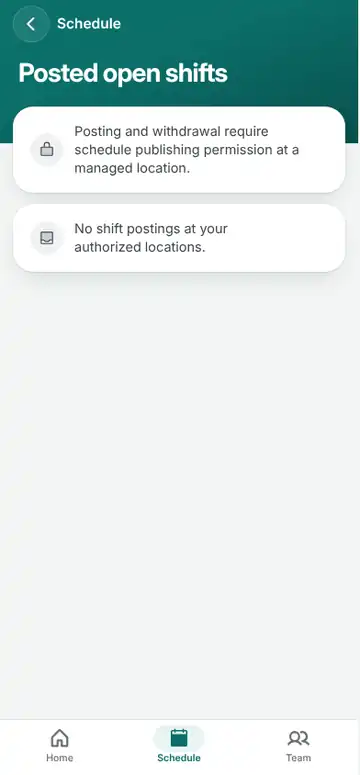 Schedule
Posted open shifts
Posting and withdrawal require
schedule publishing permission at a
managed location.
No shift postings at your
authorized locations.
Home
Schedule
Team